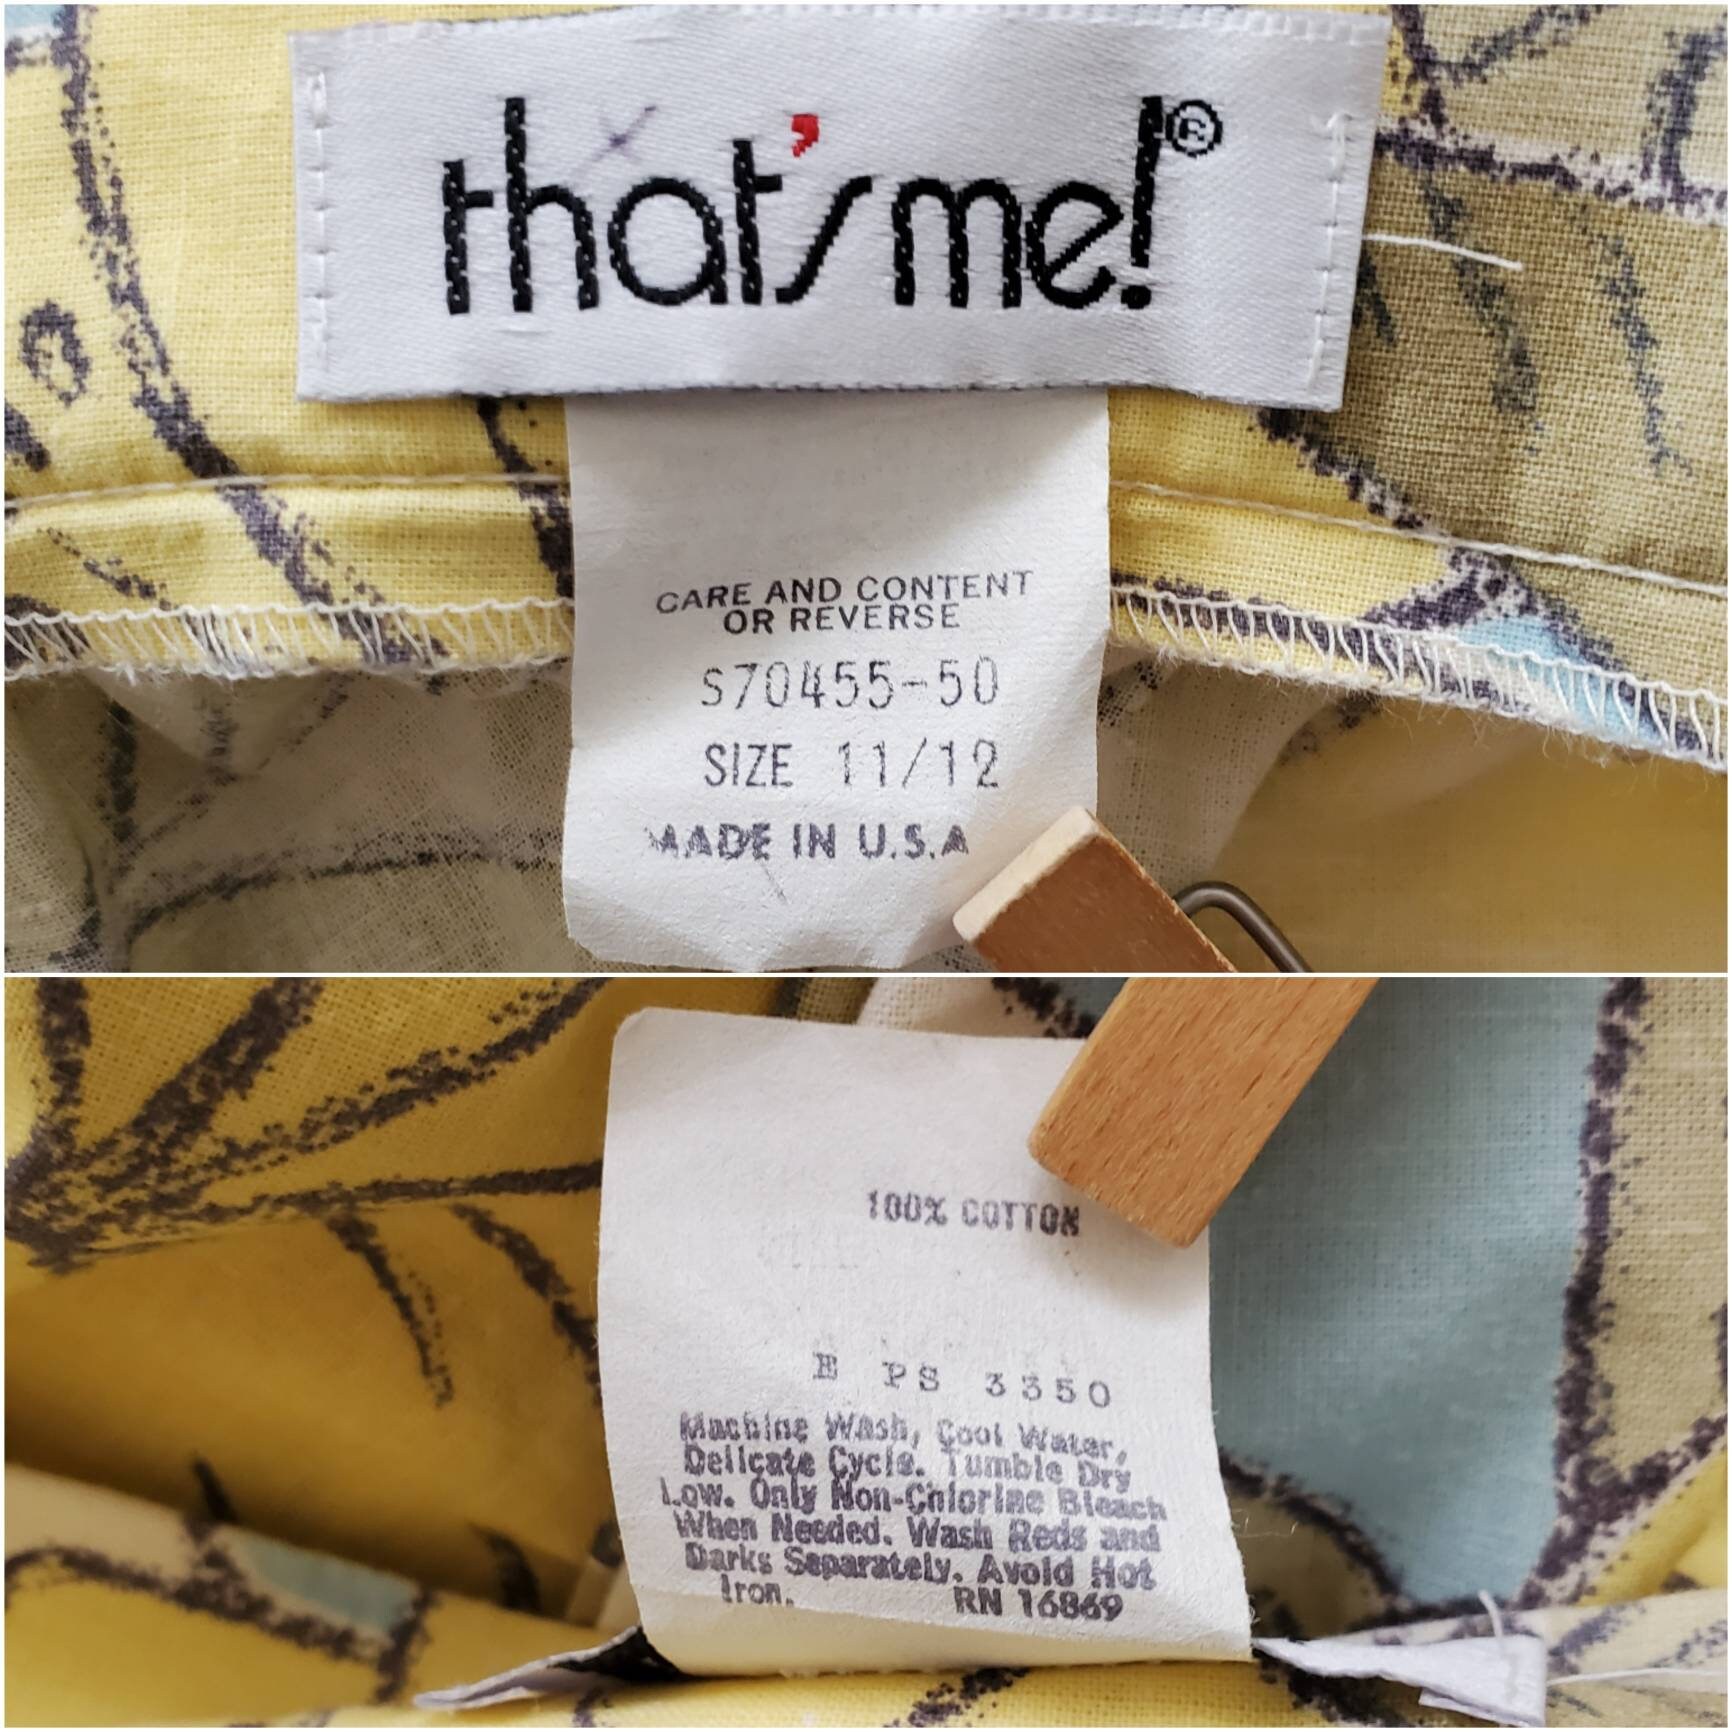 that's me!®
CARE AND CONTENT
OR REVERSE
S70455-50
SIZE 11/12
MADE IN U.S.A
100% COTTON
E PS 3350
Machine Wash, Cool Water,
Delicate Cycle. Tumble Dry
Low. Only Non-Chlorine Bleach
When Needed. Wash Reds and
Darks Separately. Avoid Hot
Iron. RN 16869